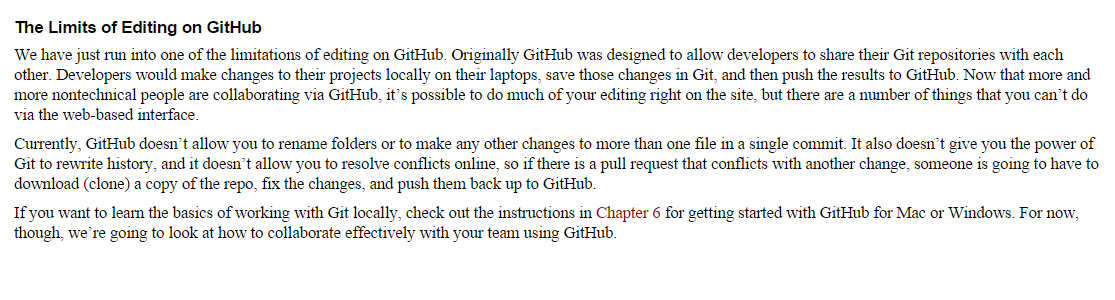 The Limits of Editing on GitHub
We have just run into one of the limitations of editing on GitHub. Originally GitHub was designed to allow developers to share their Git repositories with each
other. Developers would make changes to their projects locally on their laptops, save those changes in Git, and then push the results to GitHub. Now that more and
more nontechnical people are collaborating via GitHub, it’s possible to do much of your editing right on the site, but there are a number of things that you can’t do
via the web-based interface.
Currently, GitHub doesn’t allow you to rename folders or to make any other changes to more than one file in a single commit. It also doesn’t give you the power of
Git to rewrite history, and it doesn’t allow you to resolve conflicts online, so if there is a pull request that conflicts with another change, someone is going to have to
download (clone) a copy of the repo, fix the changes, and push them back up to GitHub.
If you want to learn the basics of working with Git locally, check out the instructions in Chapter 6 for getting started with GitHub for Mac or Windows. For now,
though, we’re going to look at how to collaborate effectively with your team using GitHub.